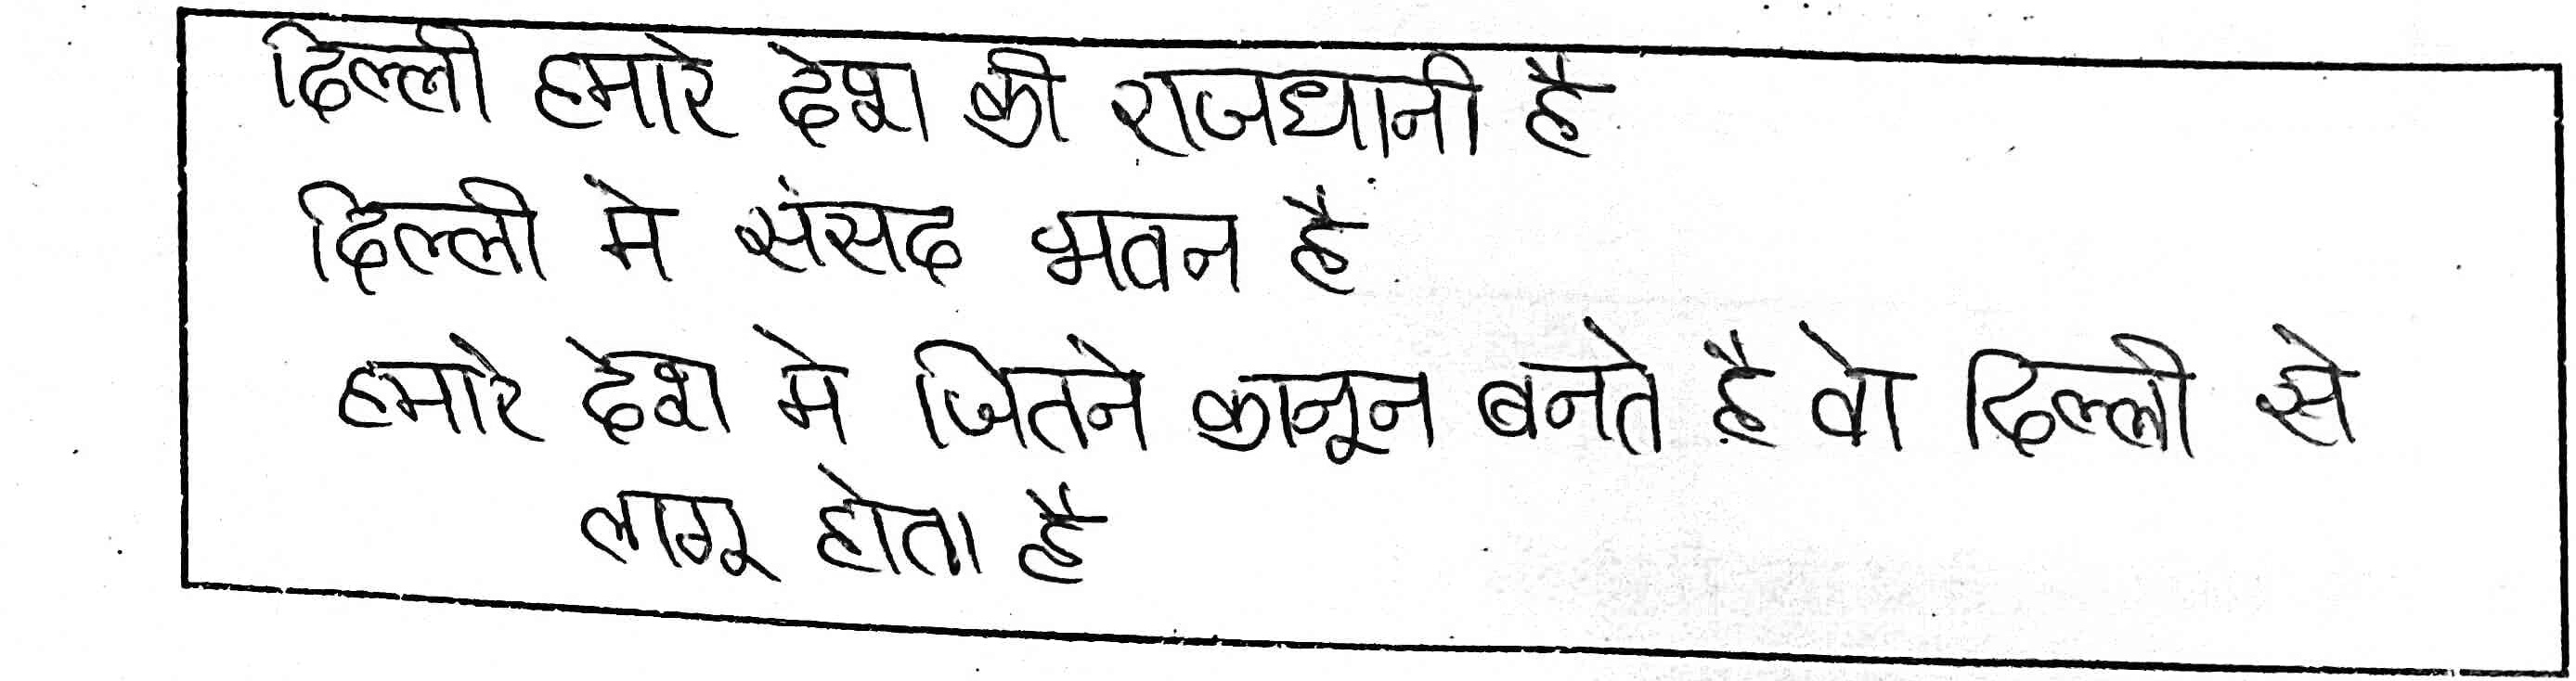 दिल्ली हमारे देश की राजधानी है
दिल्ली मे संसद भवन है
हमारे देश मे जितने कानून बनते है वो दिल्ली से
लागू होता है